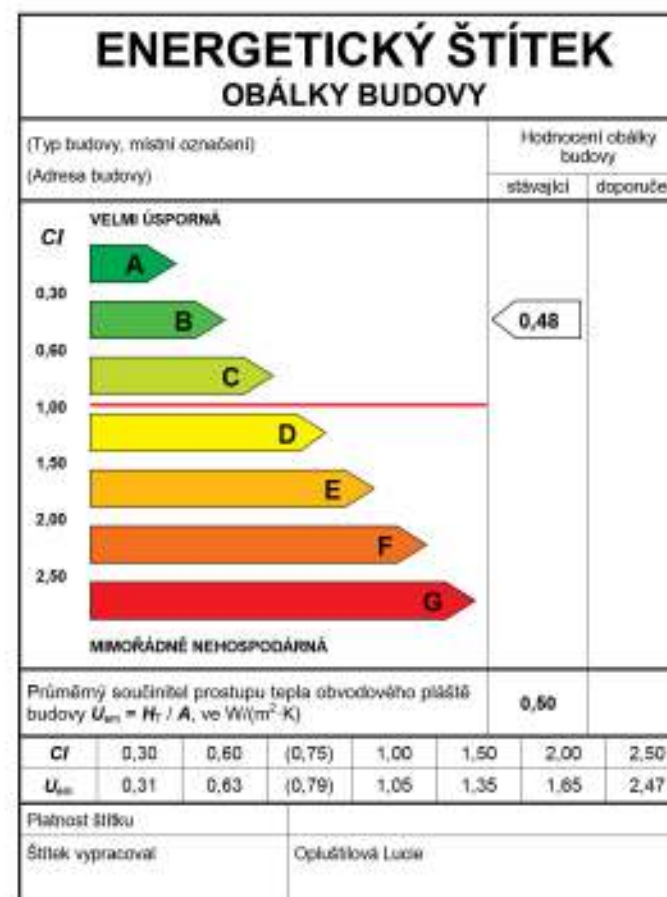 ENERGETICKÝ ŠTÍTEK
OBÁLKY BUDOVY
(Typ budovy, místní označení)
(Adresa budovy)
Hodnocení obálky
budovy
stávající doporuče
VELMI ÚSPORNÁ
CI
A
0,30
B
0,48
0,60
C
1,00
D
1,50
E
2,00
F
2,50
G
MIMOŘÁDNĚ NEHOSPODÁRNÁ
Průměrný součinitel prostupu tepla obvodového pláště
budovy Uem = HT / A, ve W/(m²·K)
0,50
CI 0,30 0,60 (0,75) 1,00 1,50 2,00 2,50
Uem 0,31 0,63 (0,79) 1,05 1,35 1,65 2,47
Platnost štítku
Štítek vypracoval Opluštilová Lucie